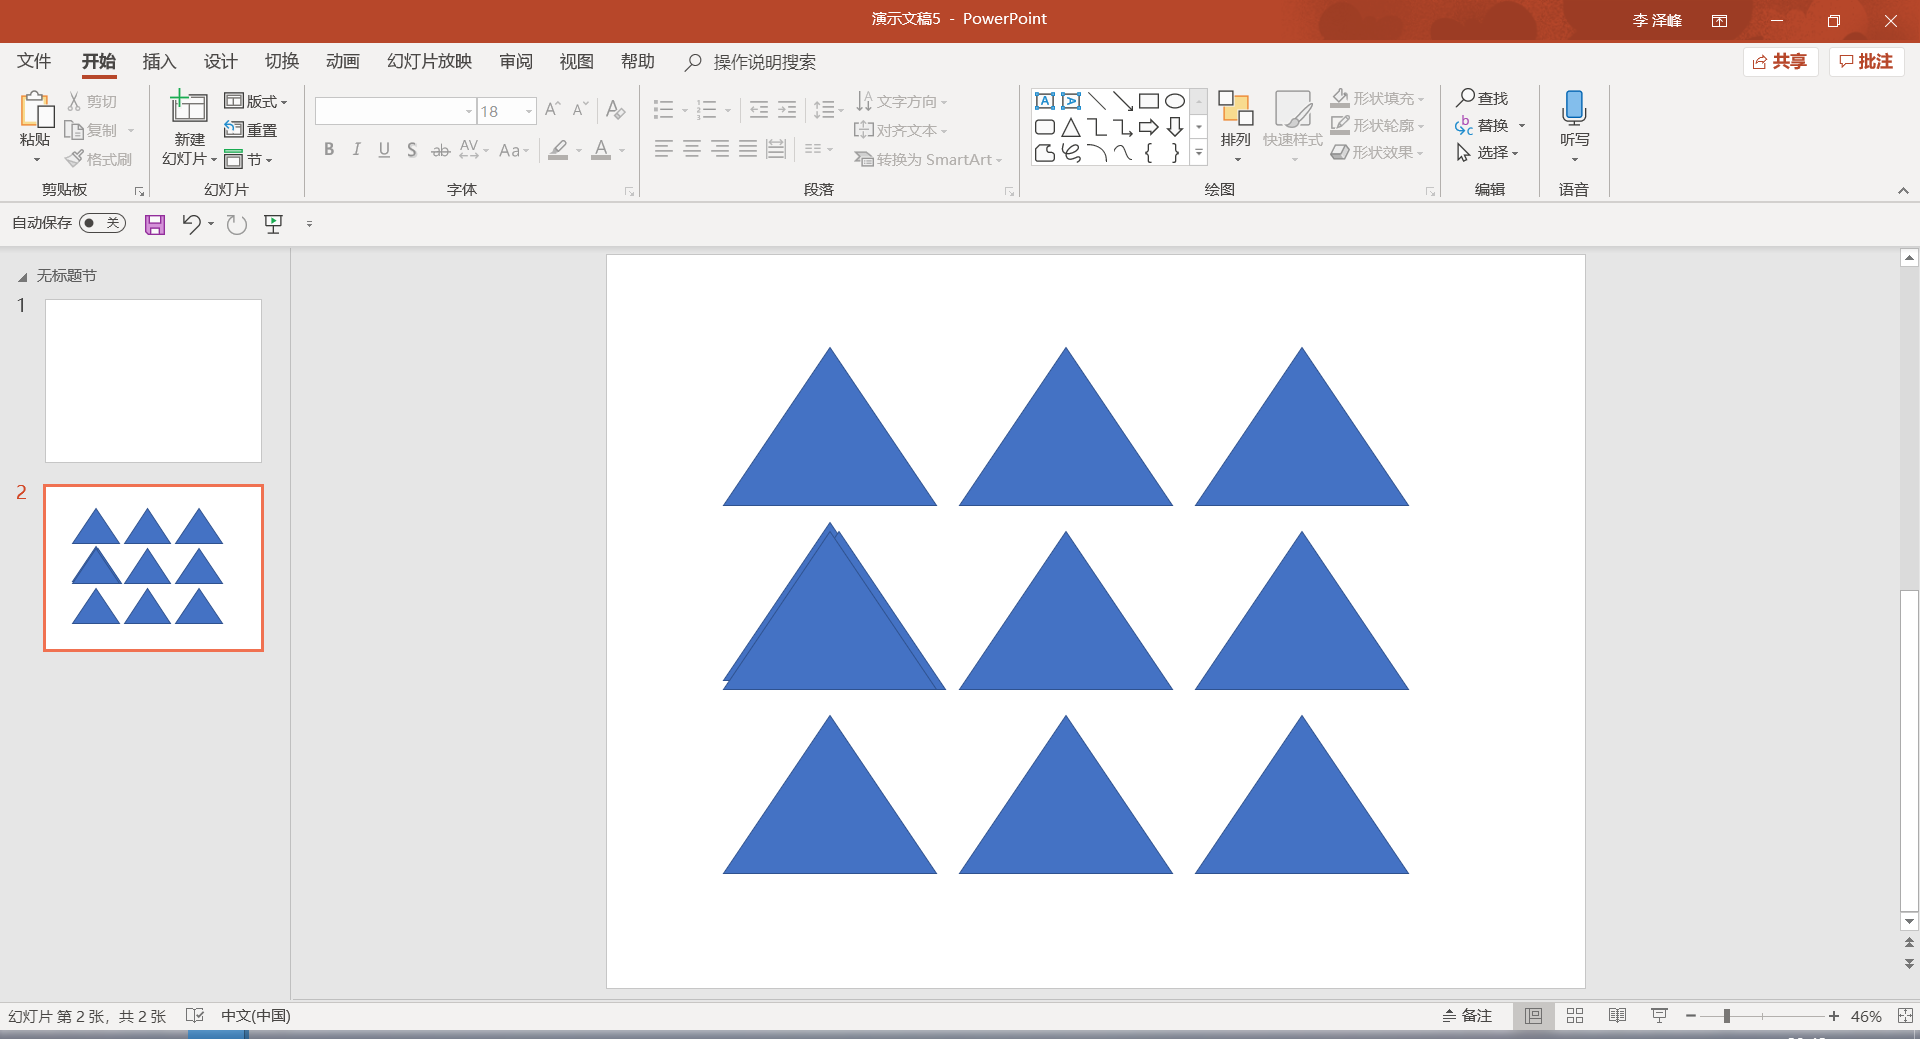 演示文稿5 - PowerPoint
李 泽峰
文件 开始 插入 设计 切换 动画 幻灯片放映 审阅 视图 帮助 操作说明搜索 共享 批注
粘贴
剪切
复制
格式刷
剪贴板
新建
幻灯片
版式
重置
节
幻灯片
18
B I U S ab AV Aa A
字体
文字方向
对齐文本
转换为 SmartArt
段落
排列
快速样式
形状填充
形状轮廓
形状效果
绘图
查找
替换
选择
编辑
听写
语音
自动保存 关
无标题节
1
2
幻灯片 第 2 张，共 2 张 中文(中国) 备注 46%